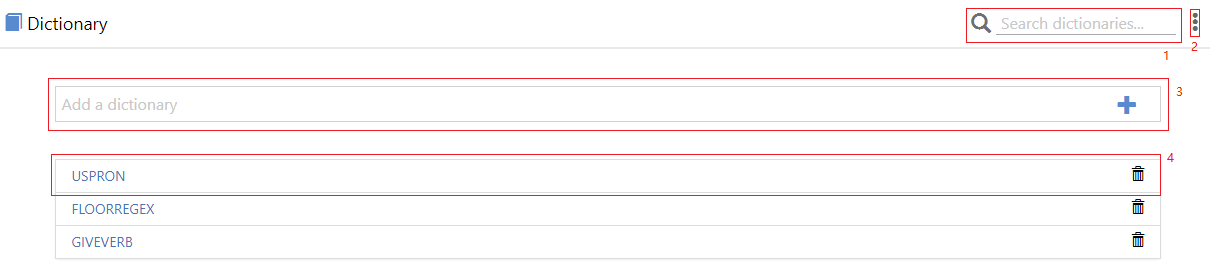 Dictionary
Search dictionaries...
1
2
Add a dictionary
3
4
USPRON
FLOORREGEX
GIVEVERB